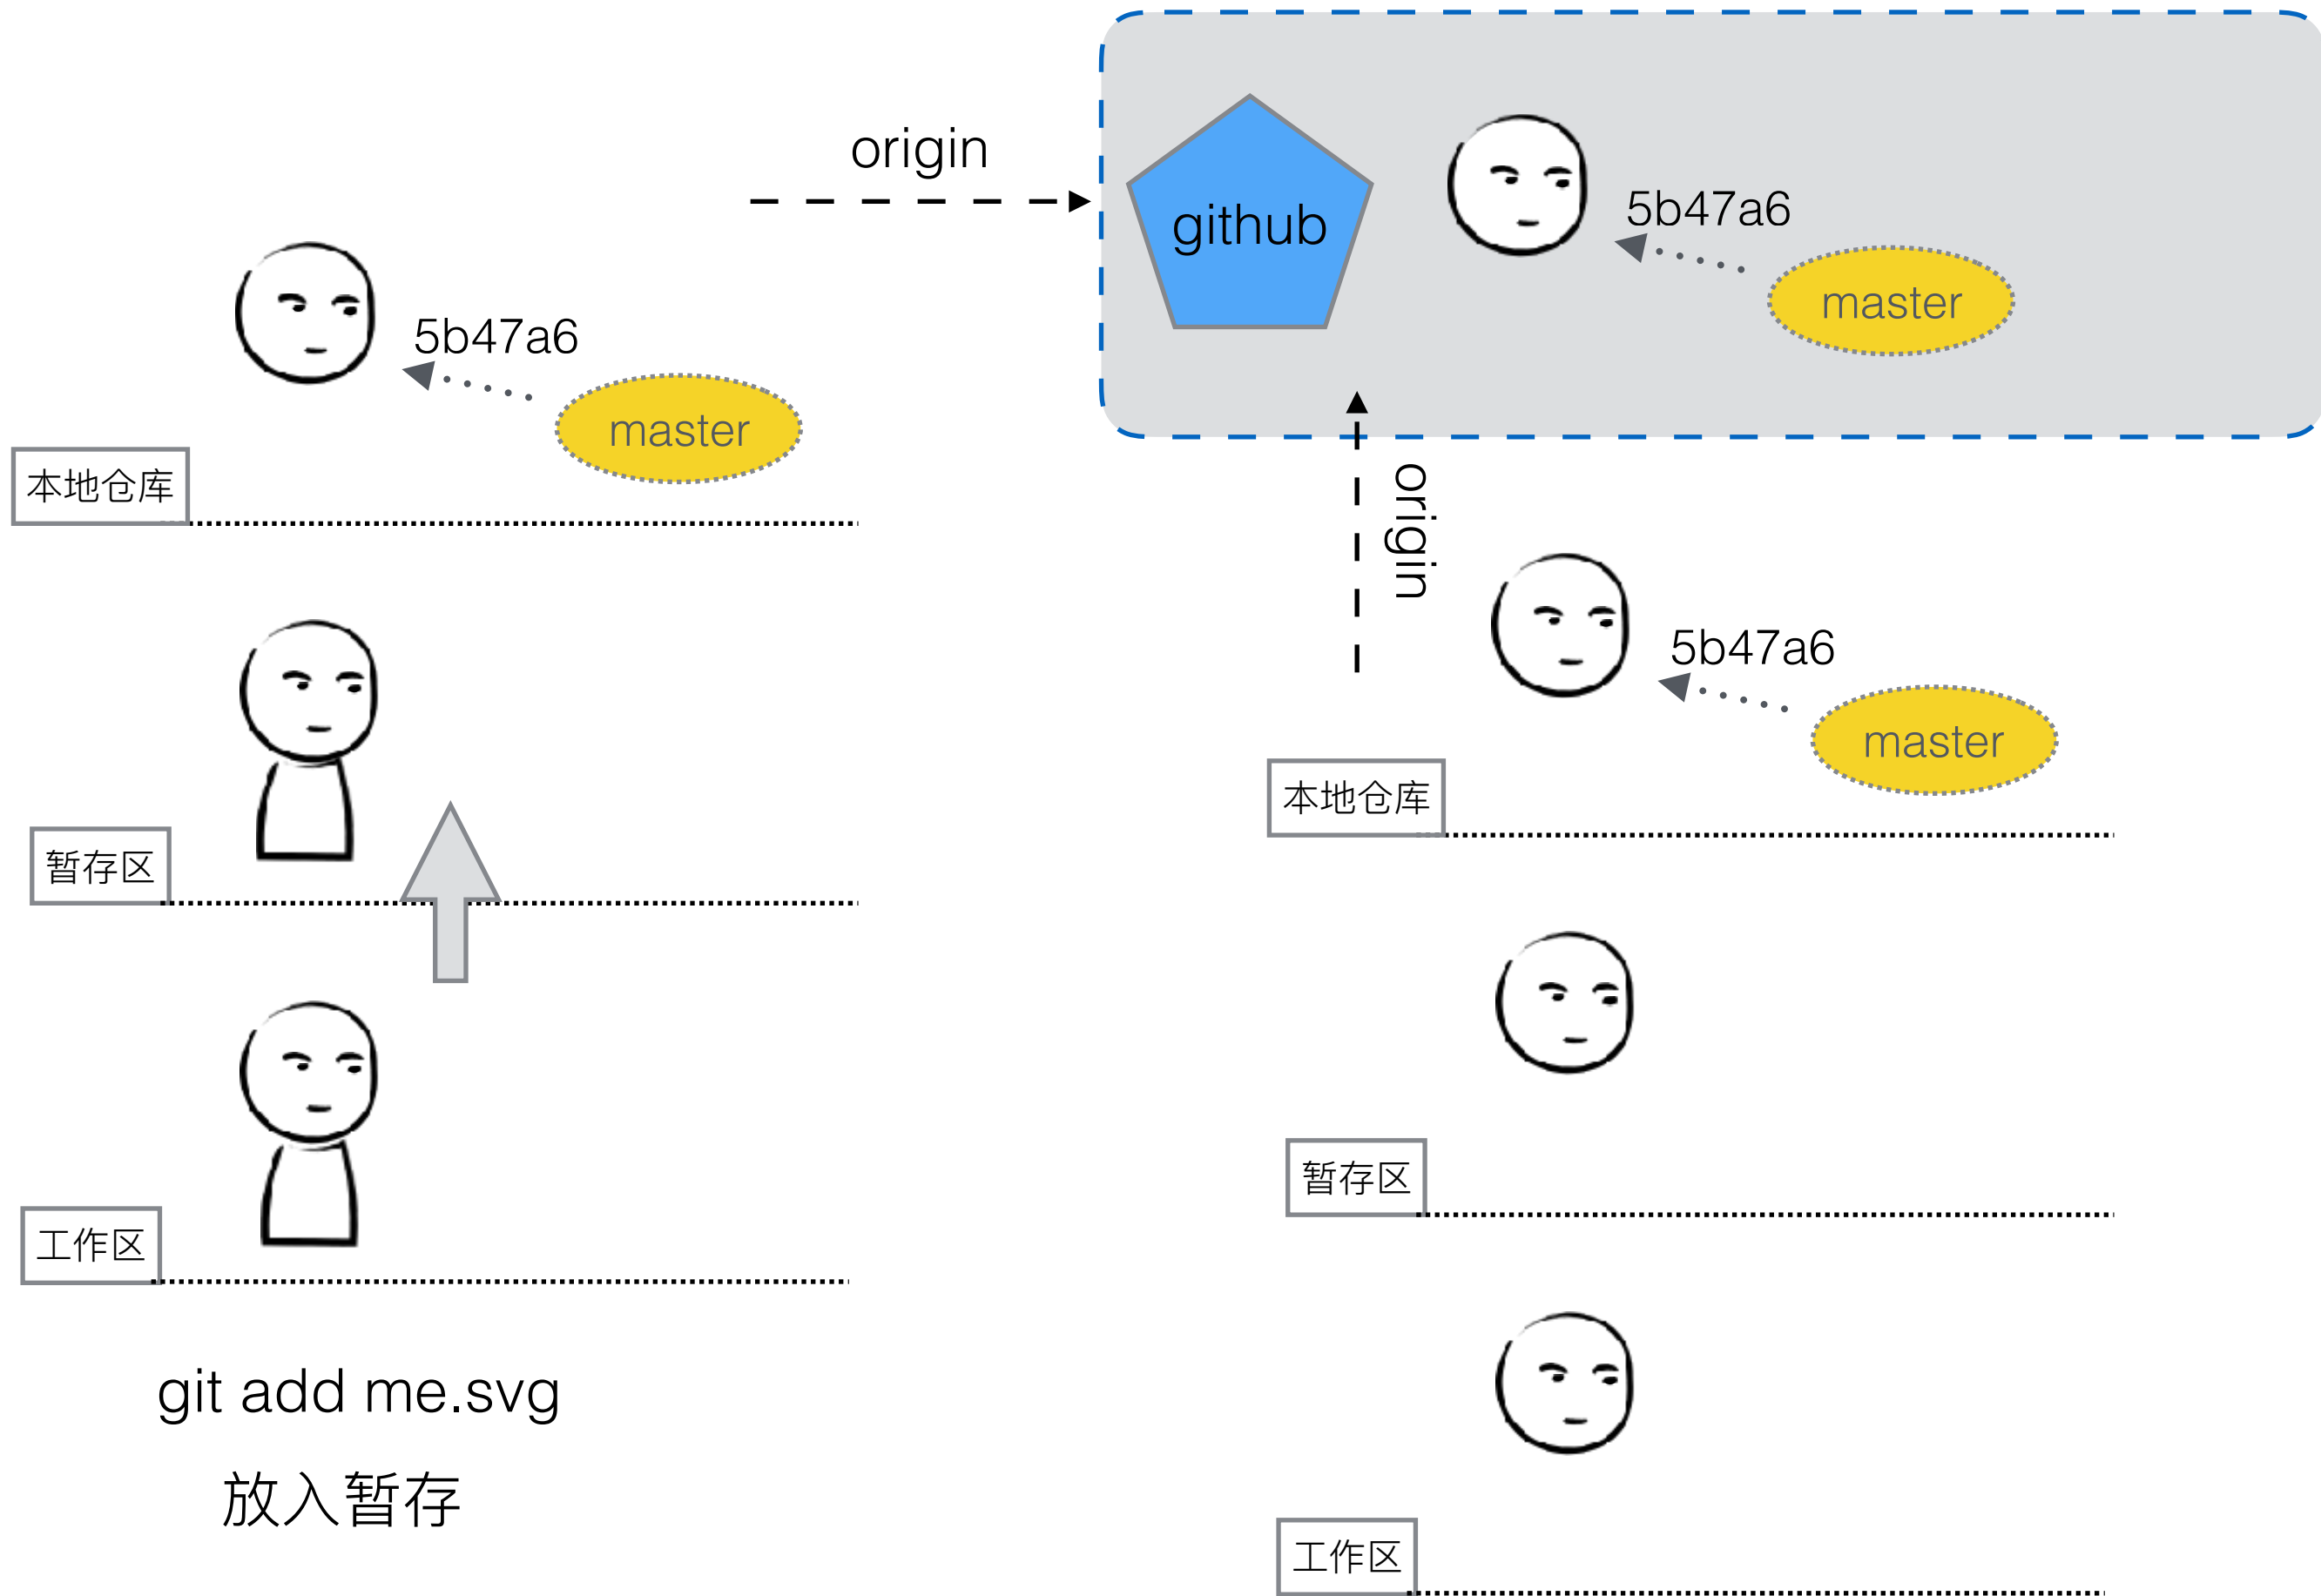 origin
github
5b47a6
master
5b47a6
master
本地仓库
origin
5b47a6
master
本地仓库
暂存区
暂存区
工作区
git add me.svg
放入暂存
工作区